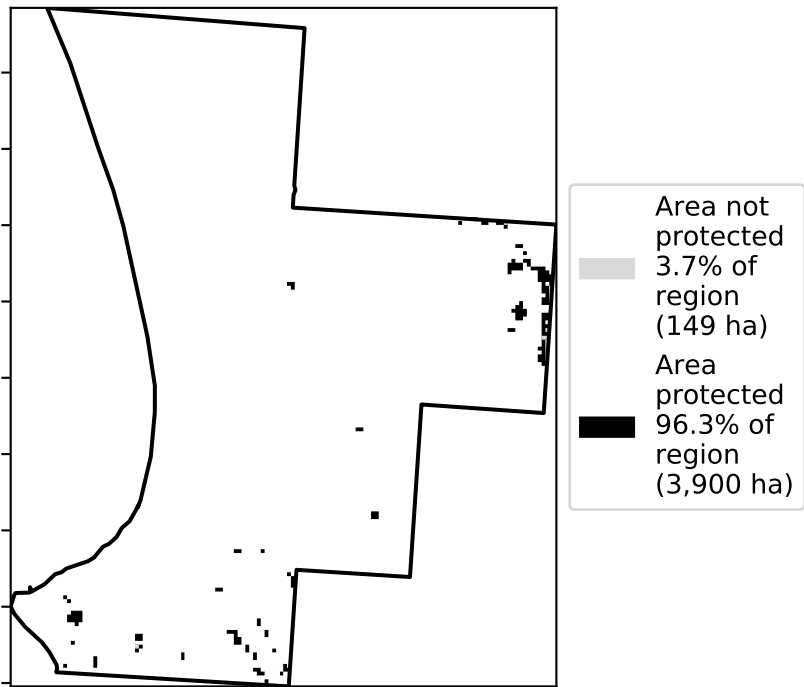 Area not
protected
3.7% of
region
(149 ha)
Area
protected
96.3% of
region
(3,900 ha)